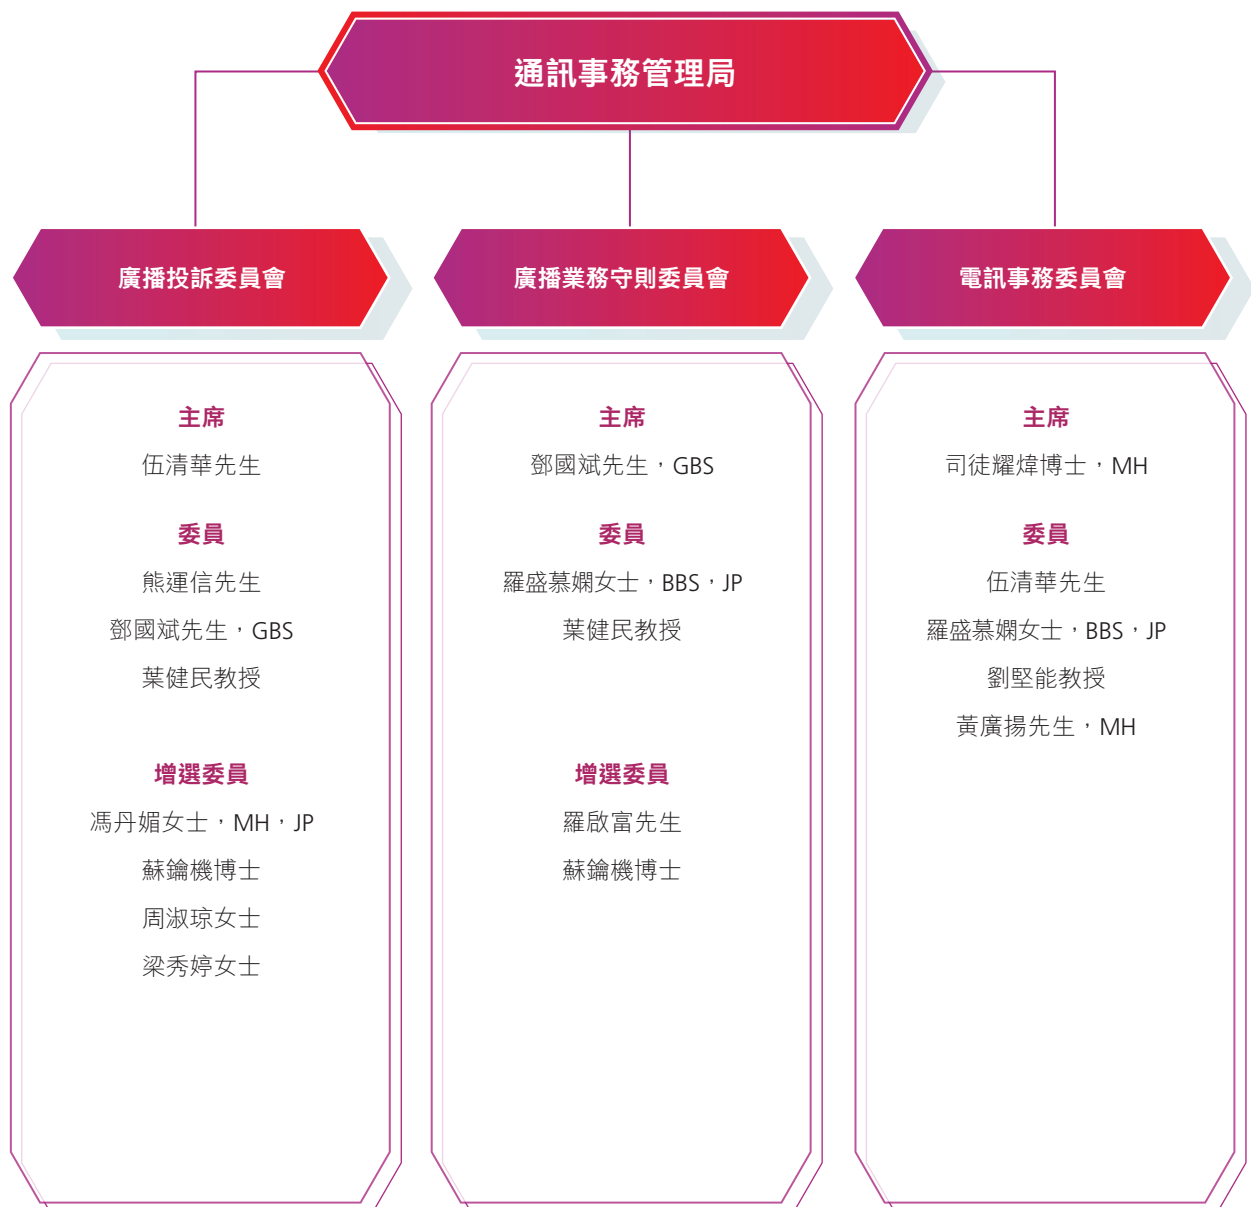 通訊事務管理局
廣播投訴委員會
主席
伍清華先生
委員
熊運信先生
鄧國斌先生，GBS
葉健民教授
增選委員
馮丹媚女士，MH，JP
蘇鑰機博士
周淑琼女士
梁秀婷女士
廣播業務守則委員會
主席
鄧國斌先生，GBS
委員
羅盛慕嫻女士，BBS，JP
葉健民教授
增選委員
羅啟富先生
蘇鑰機博士
電訊事務委員會
主席
司徒耀煒博士，MH
委員
伍清華先生
羅盛慕嫻女士，BBS，JP
劉堅能教授
黃廣揚先生，MH